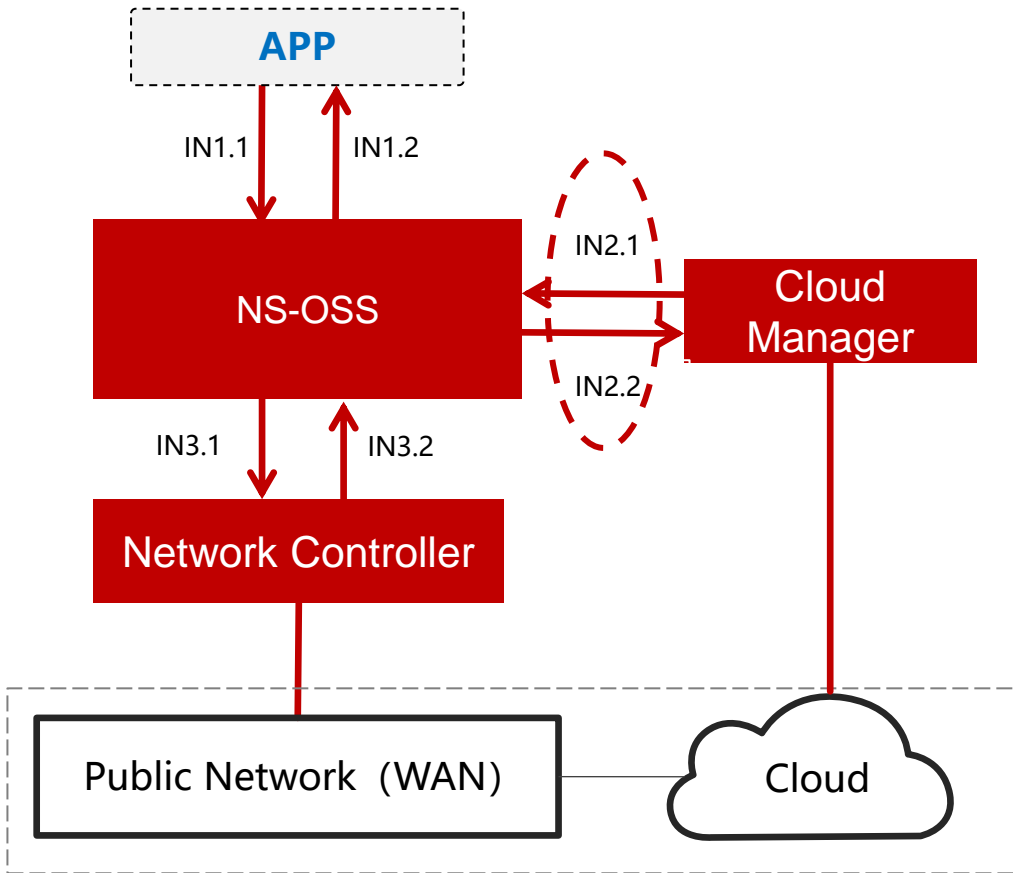 APP
IN1.1
IN1.2
IN2.1
NS-OSS
Cloud
Manager
IN2.2
IN3.1
IN3.2
Network Controller
Public Network（WAN）
Cloud